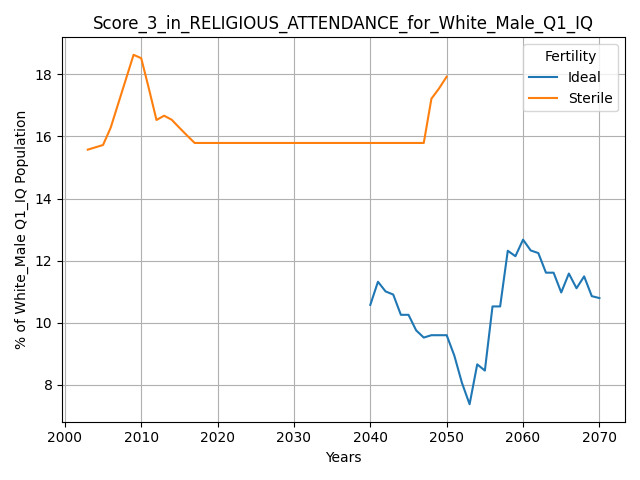 Score_3_in_RELIGIOUS_ATTENDANCE_for_White_Male_Q1_IQ
Fertility
Ideal
Sterile
% of White_Male Q1_IQ Population
18
16
14
12
10
8
2000 2010 2020 2030 2040 2050 2060 2070
Years